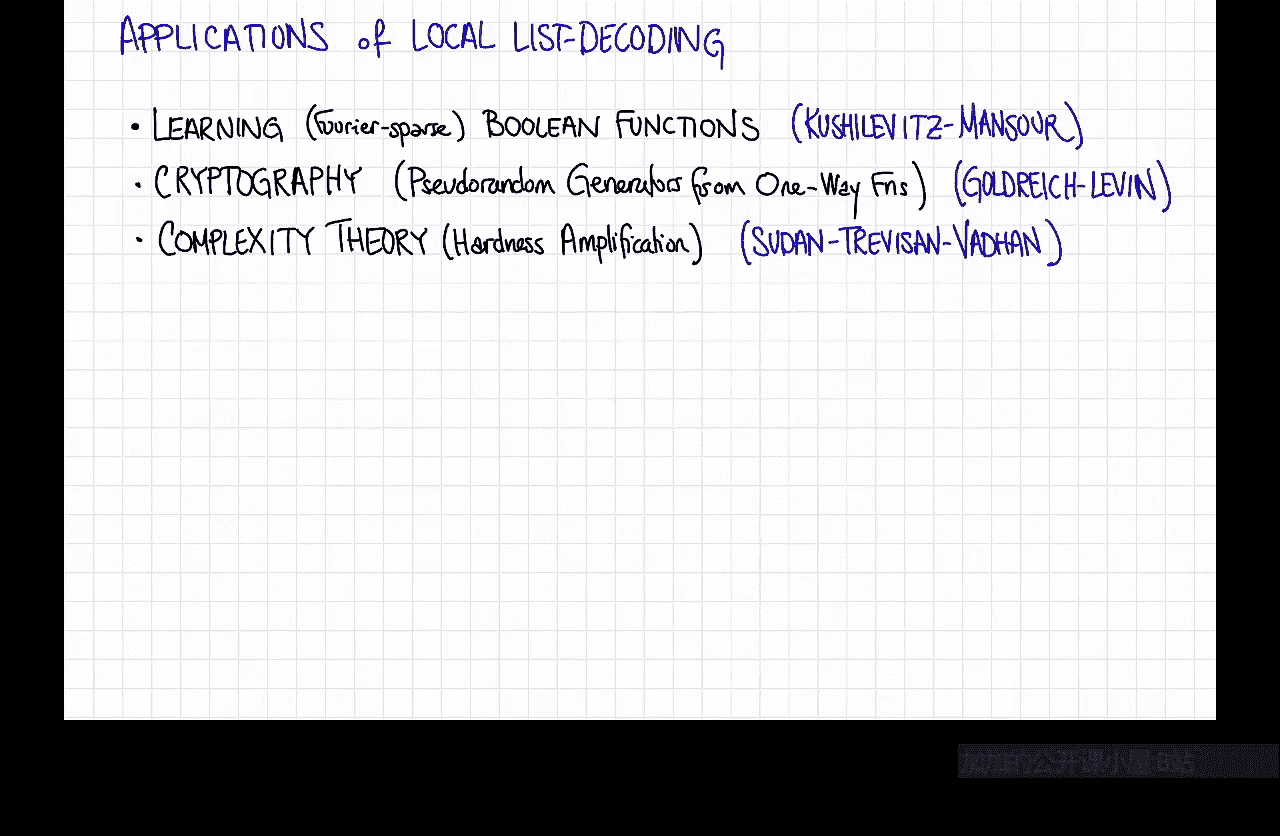 APPLICATIONS of LOCAL LIST-DECODING
• LEARNING (Fourier-sparse) BOOLEAN FUNCTIONS (KUSHILEVITZ-MANSOUR)
• CRYPTOGRAPHY (Pseudorandom Generators from One-Way Fns) (GOLDREICH-LEVIN)
• COMPLEXITY THEORY (Hardness Amplification) (SUDAN-TREVISAN-VADHAN)